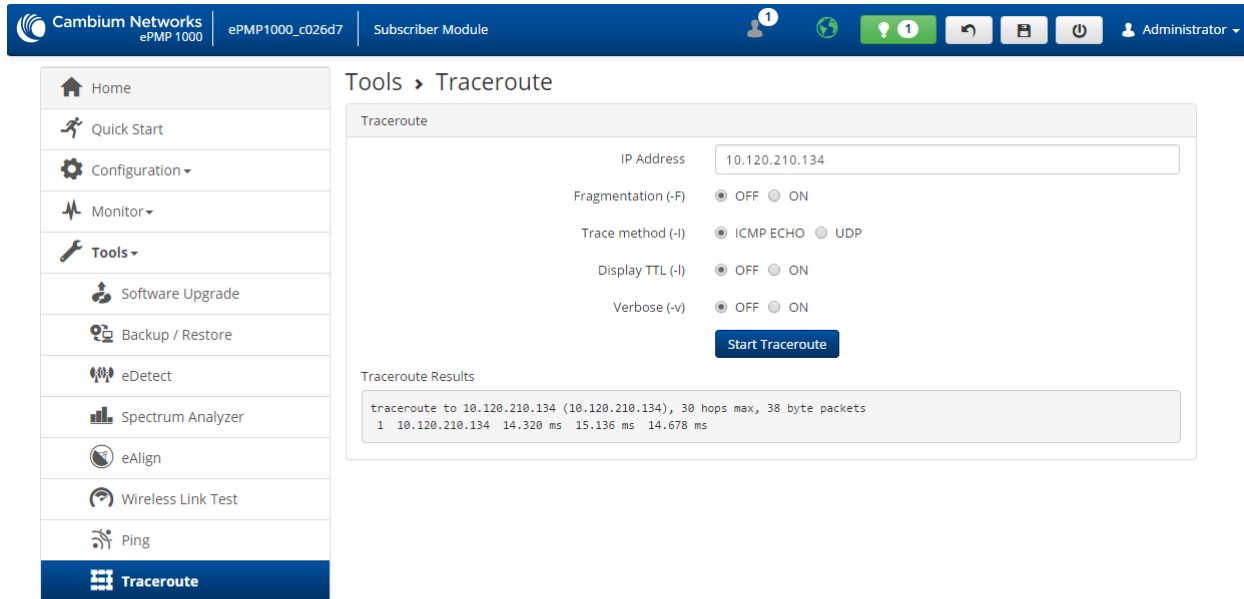 Cambium Networks
ePMP 1000
ePMP1000_c026d7
Subscriber Module
1
1
Administrator
Home
Quick Start
Configuration
Monitor
Tools
Software Upgrade
Backup / Restore
eDetect
Spectrum Analyzer
eAlign
Wireless Link Test
Ping
Traceroute
Tools › Traceroute
Traceroute
IP Address 10.120.210.134
Fragmentation (-F) OFF ON
Trace method (-I) ICMP ECHO UDP
Display TTL (-l) OFF ON
Verbose (-v) OFF ON
Start Traceroute
Traceroute Results
traceroute to 10.120.210.134 (10.120.210.134), 30 hops max, 38 byte packets
1 10.120.210.134 14.320 ms 15.136 ms 14.678 ms